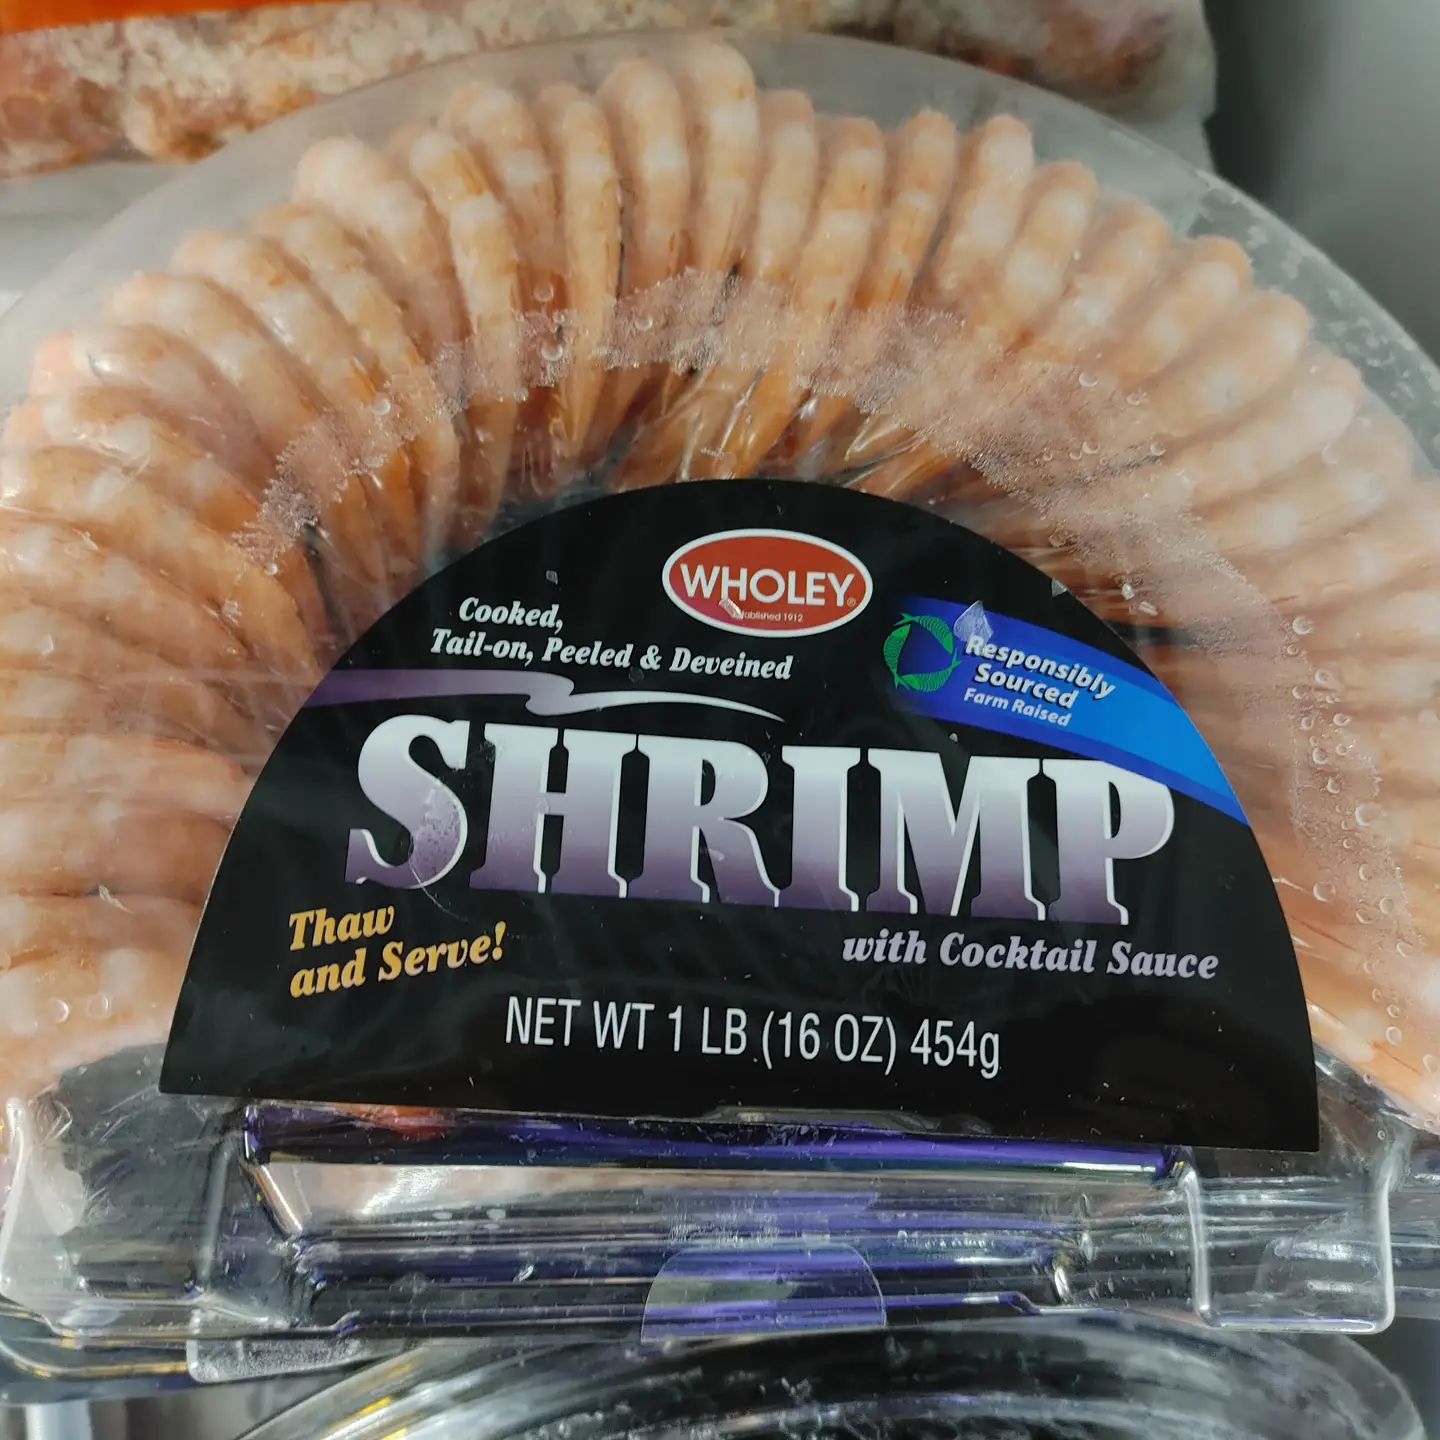 WHOLEY®
Established 1912
Cooked,
Tail-on, Peeled & Deveined
Responsibly
Sourced
Farm Raised
SHRIMP
with Cocktail Sauce
Thaw
and Serve!
NET WT 1 LB (16 OZ) 454g